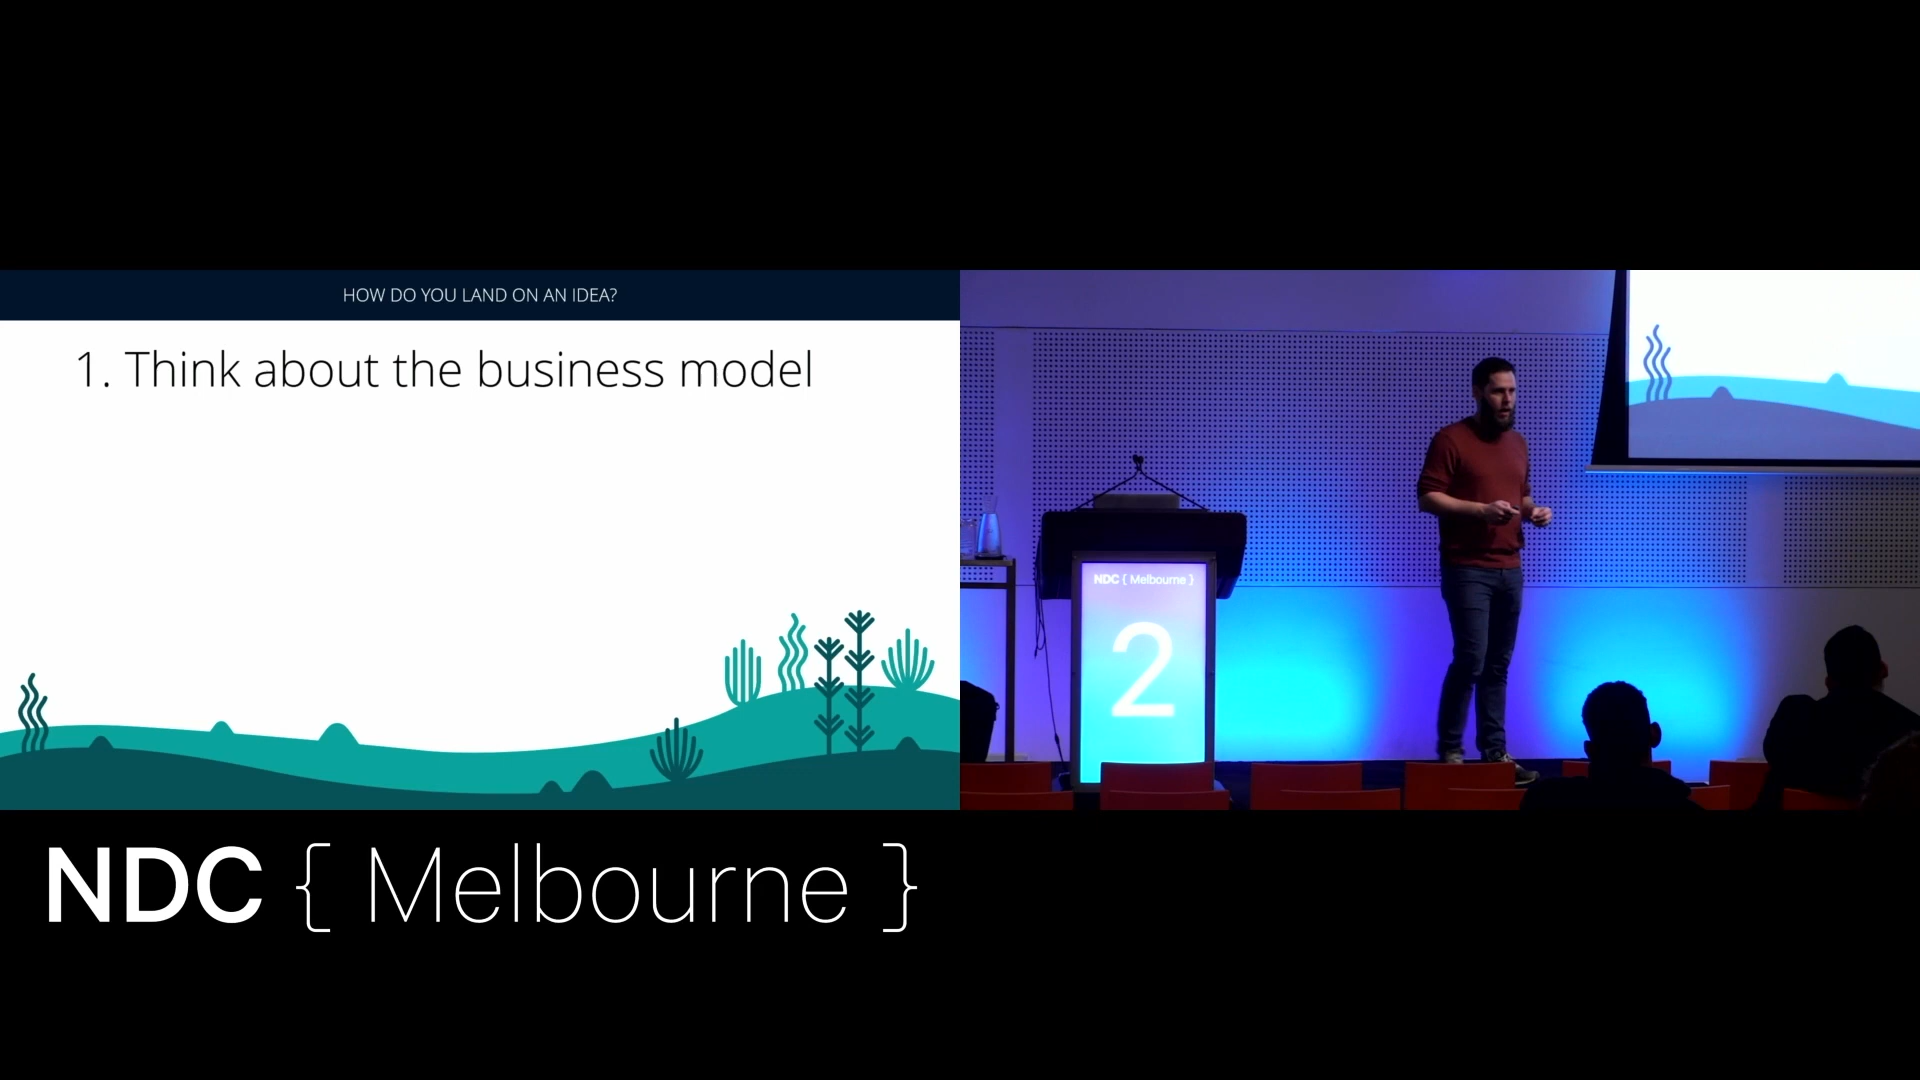 HOW DO YOU LAND ON AN IDEA?
1. Think about the business model
NDC { Melbourne }
2
NDC { Melbourne }